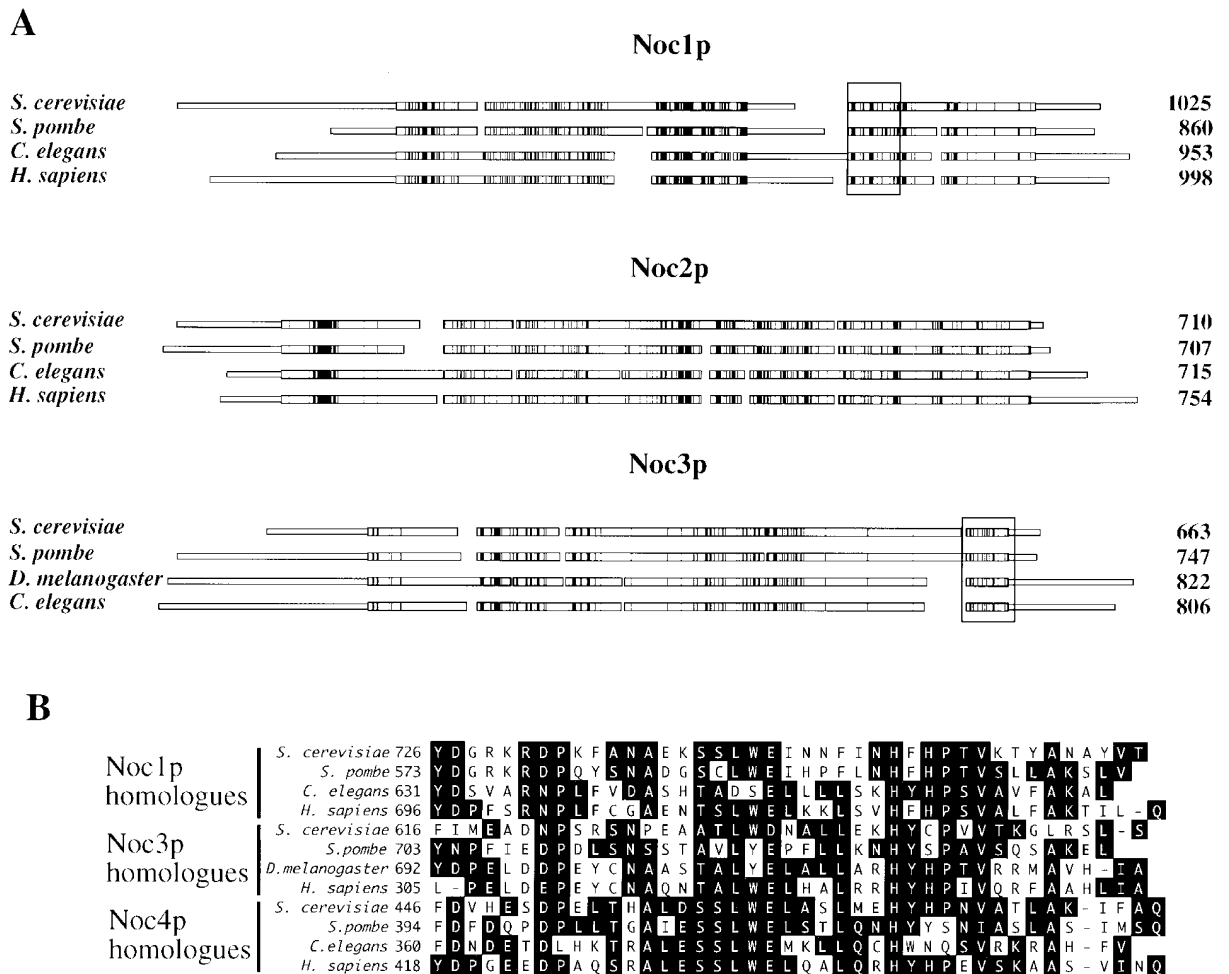 A
Noc1p
S. cerevisiae 1025
S. pombe 860
C. elegans 953
H. sapiens 998
Noc2p
S. cerevisiae 710
S. pombe 707
C. elegans 715
H. sapiens 754
Noc3p
S. cerevisiae 663
S. pombe 747
D. melanogaster 822
C. elegans 806
B
Noc1p homologues
S. cerevisiae 726 YDGRKRDPKFANAEKSSLWEINNFINHFHPTVKTYANAYVT
S. pombe 573 YDGRKRDPQYSNADGSCLWEIHPFLNHFHPTVSLLAKSLV
C. elegans 631 YDSVARNPLFVDASHTADSELLLLSKHYHPSVAVFAKAL
H. sapiens 696 YDPFSRNPLFCGAENTSLWELKKLSVHFHPSVALFAKTIL-Q
Noc3p homologues
S. cerevisiae 616 FIMEADNPSRSNPEAATLWDNALLEKHYCPVVTKGLRSL-S
S.pombe 703 YNPFIEDPDLSNSSTAVLYEPFLLKNHYSPAVSQSAKEL
D.melanogaster 692 YDPELDDPEYCNAASTALYELALLARHYHPTVRRMAVH-IA
H. sapiens 305 L-PELDEPEYCNAQNTALWELHALRRHYHPIVQRFAAHLIA
Noc4p homologues
S. cerevisiae 446 FDVHESDPELTHALDSSLWELASLMEHYHPNVATLAK-IFAQ
S.pombe 394 FDFDQPDPLLTGAIESSLWELSTLQNHYYSNIASLAS-IMSQ
C.elegans 360 FDNDETDLHKTRALESSLWEMKLLQCHWNQSVRKRAH-FV
H. sapiens 418 YDPGEEDPAQSRALESSLWELQALQRHYHPEVSKAAS-VINQ